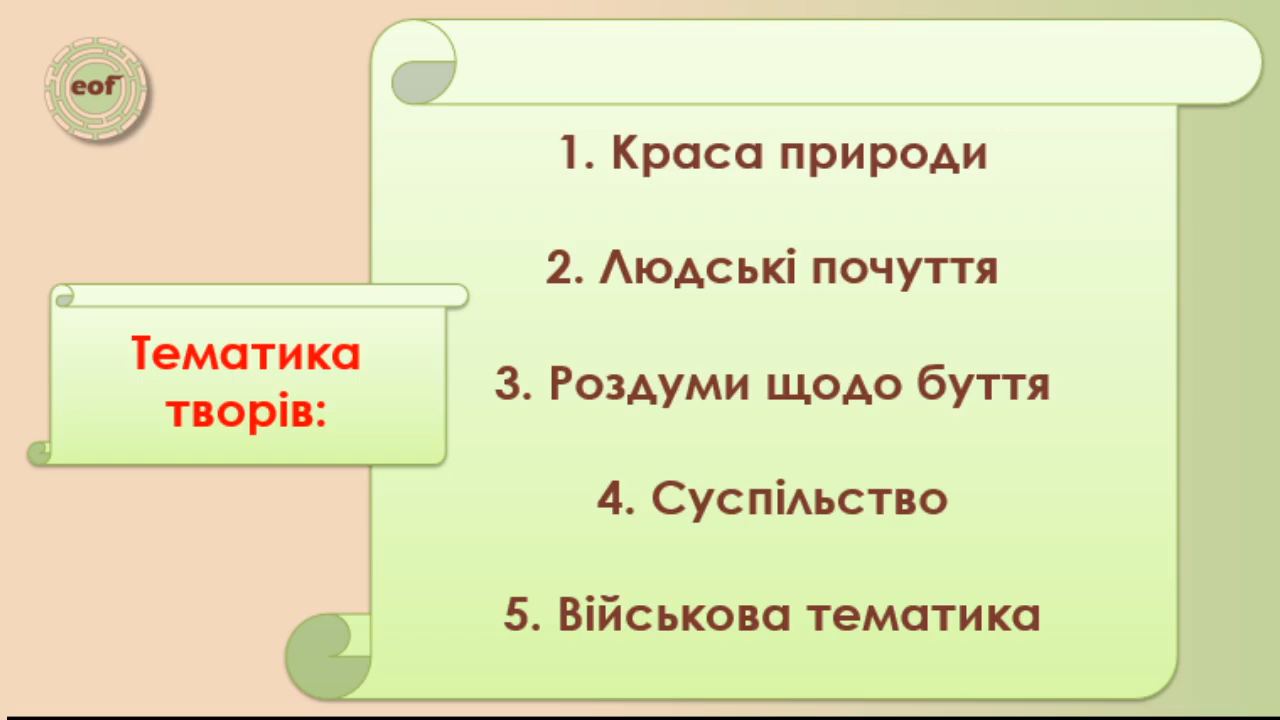 eof
Тематика
творів:
1. Краса природи
2. Людські почуття
3. Роздуми щодо буття
4. Суспільство
5. Військова тематика